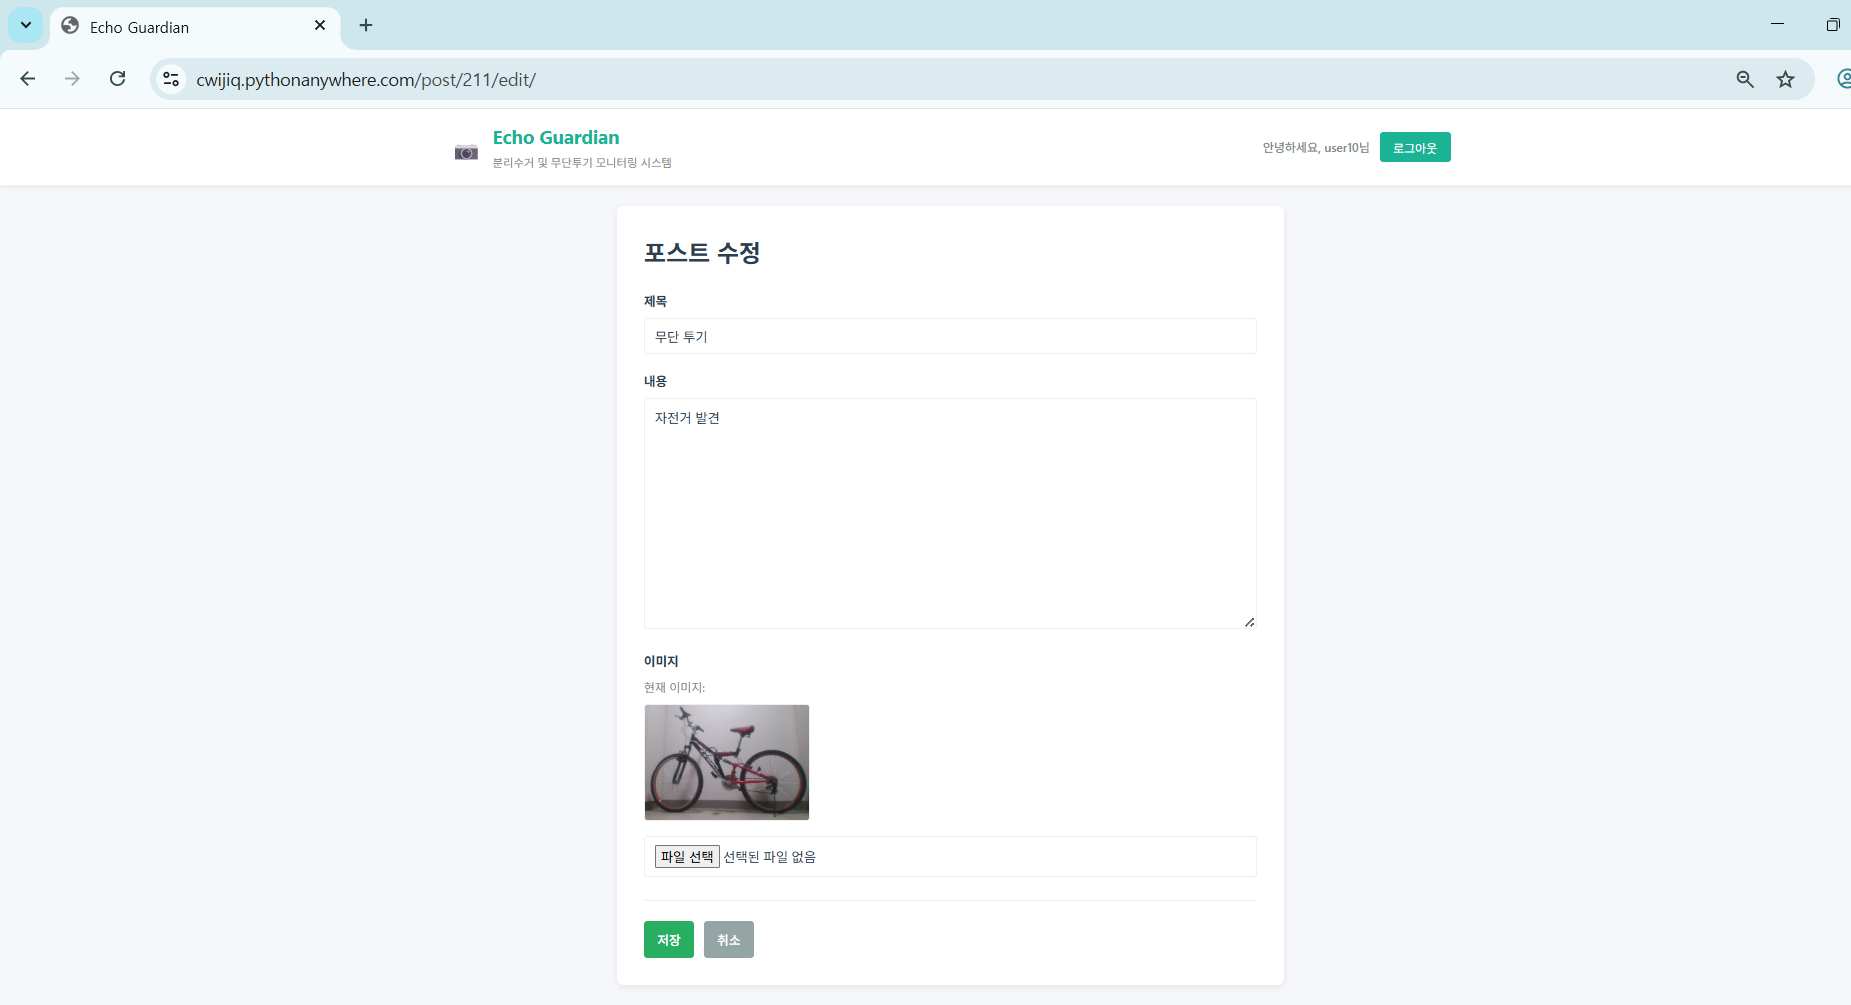 Echo Guardian
cwijiq.pythonanywhere.com/post/211/edit/
Echo Guardian
분리수거 및 무단투기 모니터링 시스템
안녕하세요, user10님
로그아웃
포스트 수정
제목
무단 투기
내용
자전거 발견
이미지
현재 이미지:
파일 선택 선택된 파일 없음
저장
취소